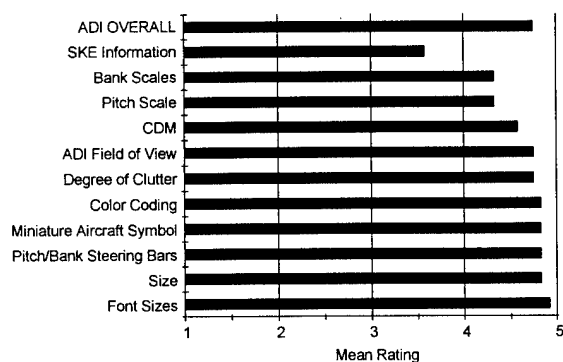 ADI OVERALL
SKE Information
Bank Scales
Pitch Scale
CDM
ADI Field of View
Degree of Clutter
Color Coding
Miniature Aircraft Symbol
Pitch/Bank Steering Bars
Size
Font Sizes
1 2 3 4 5
Mean Rating